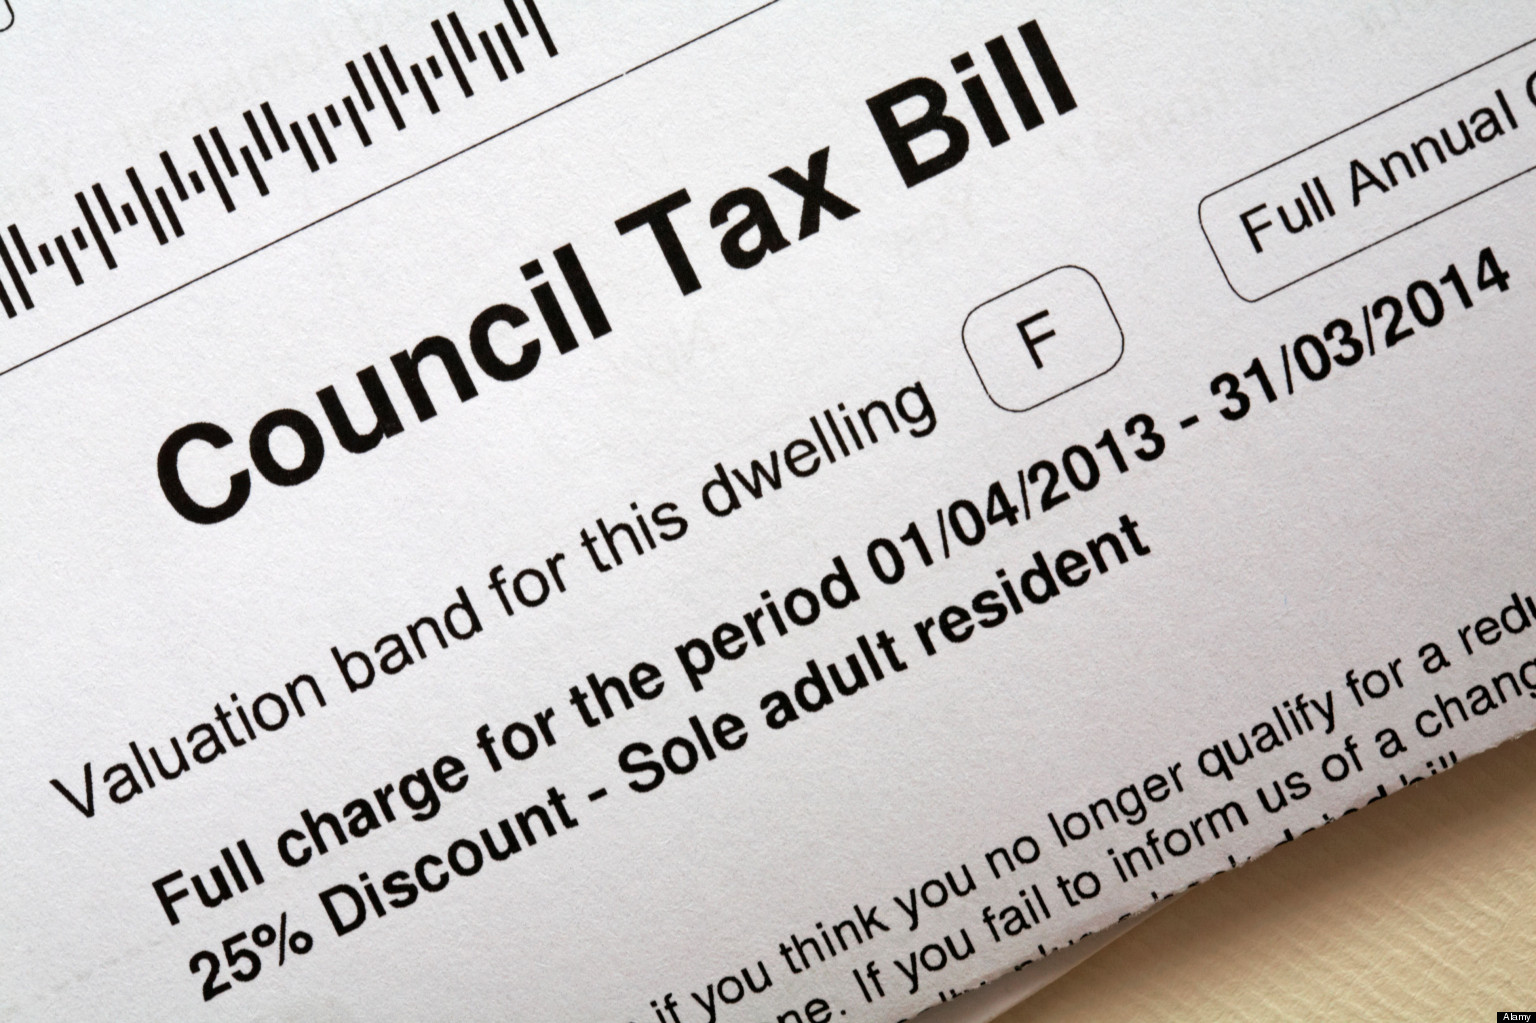 Council Tax Bill
Valuation band for this dwelling F
Full Annual
Full charge for the period 01/04/2013 - 31/03/2014
25% Discount - Sole adult resident
if you think you no longer qualify for a
If you fail to inform us of a
Alamy